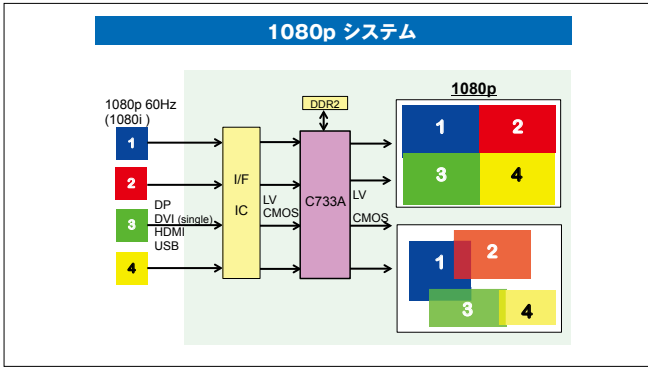 1080p システム
1080p 60Hz
(1080i )
1
2
3
4
DP
DVI (single)
HDMI
USB
I/F
IC
LV
CMOS
DDR2
C733A
LV
CMOS
1080p
1
2
3
4
1
2
3
4